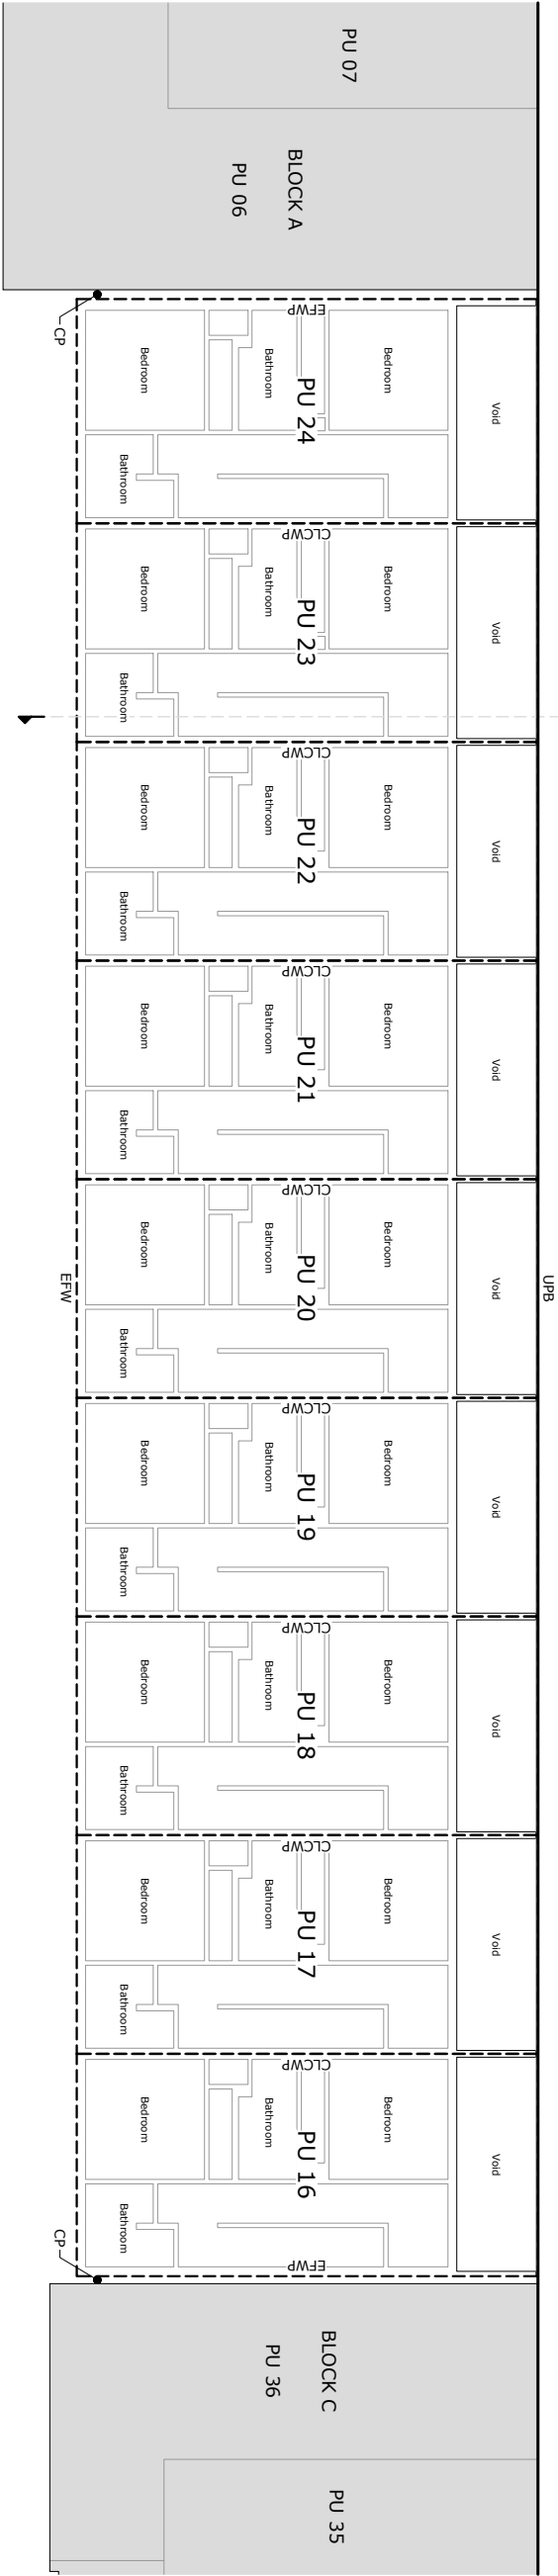 PU 07
BLOCK A
PU 06
CP
EFWP
Void
Bedroom
PU 24
Bathroom
Bedroom
Bathroom
CLCWP
Void
Bedroom
PU 23
Bathroom
Bedroom
Bathroom
1
CLCWP
Void
Bedroom
PU 22
Bathroom
Bedroom
Bathroom
CLCWP
Void
Bedroom
PU 21
Bathroom
Bedroom
Bathroom
CLCWP
UPB
Void
Bedroom
PU 20
Bathroom
Bedroom
Bathroom
EFW
CLCWP
Void
Bedroom
PU 19
Bathroom
Bedroom
Bathroom
CLCWP
Void
Bedroom
PU 18
Bathroom
Bedroom
Bathroom
CLCWP
Void
Bedroom
PU 17
Bathroom
Bedroom
Bathroom
CLCWP
Void
Bedroom
PU 16
Bathroom
Bedroom
Bathroom
EFWP
CP
BLOCK C
PU 36
PU 35